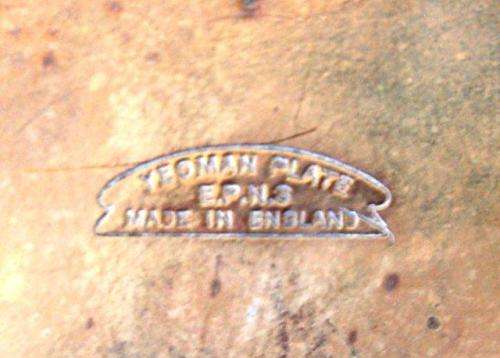 YEOMAN PLATE
E.P.N.S
MADE IN ENGLAND